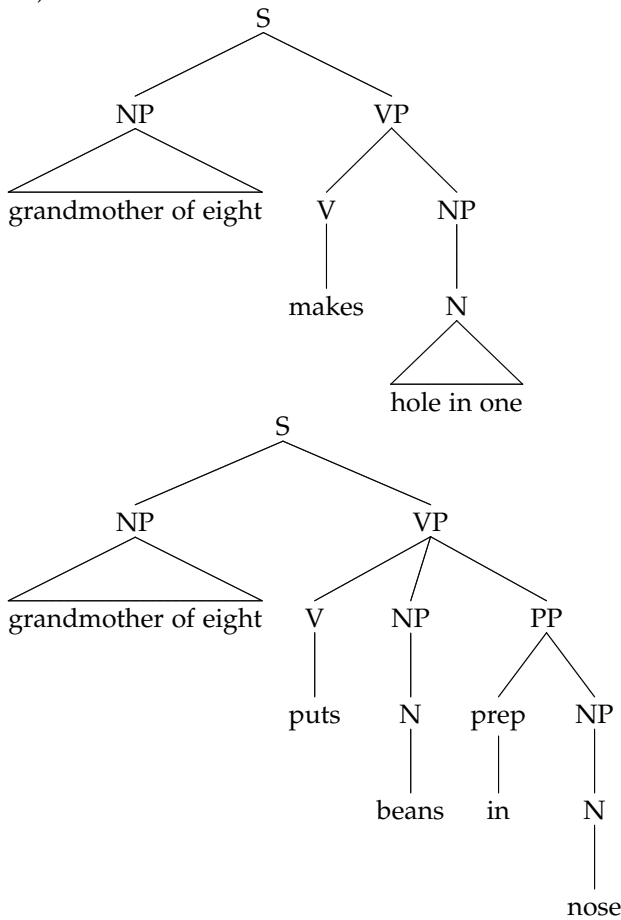 S
NP VP
grandmother of eight V NP
makes N
hole in one
S
NP VP
grandmother of eight V NP PP
puts N prep NP
beans in N
nose